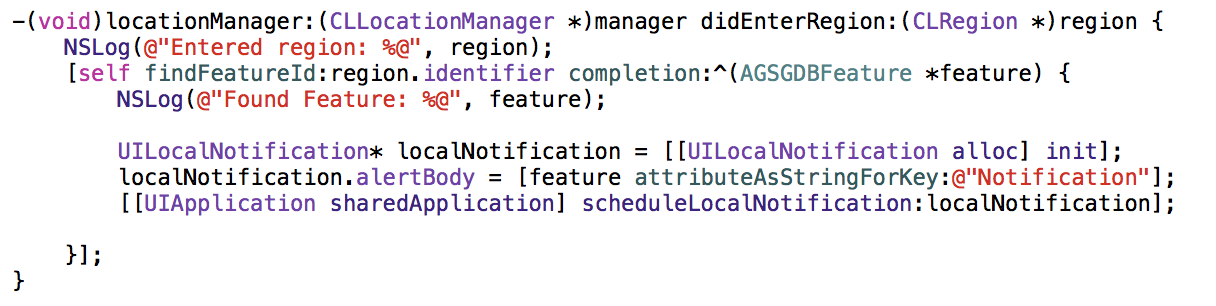 -(void)locationManager:(CLLocationManager *)manager didEnterRegion:(CLRegion *)region {
    NSLog(@"Entered region: %@", region);
    [self findFeatureId:region.identifier completion:^(AGSGDBFeature *feature) {
        NSLog(@"Found Feature: %@", feature);

        UILocalNotification* localNotification = [[UILocalNotification alloc] init];
        localNotification.alertBody = [feature attributeAsStringForKey:@"Notification"];
        [[UIApplication sharedApplication] scheduleLocalNotification:localNotification];

    }];
}